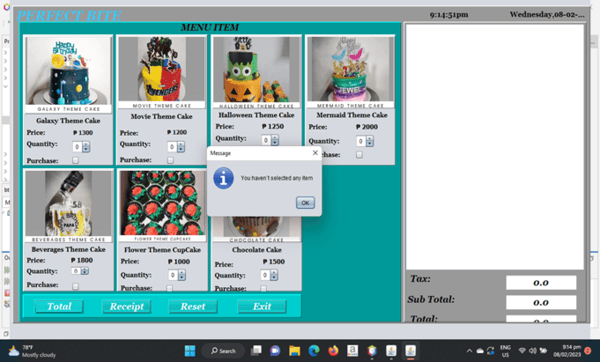 PERFECT BITE
9:14:51pm
Wednesday,08-02-...
MENU ITEM
GALAXY THEME CAKE
Galaxy Theme Cake
Price: ₱ 1300
Quantity: 0
Purchase:
MOVIE THEME CAKE
Movie Theme Cake
Price: ₱ 1200
Quantity: 0
Purchase:
HALLOWEEN THEME CAKE
Halloween Theme Cake
Price: ₱ 1250
MERMAID THEME CAKE
Mermaid Theme Cake
Price: ₱ 2000
Quantity: 0
Message
You haven't selected any item
OK
BEVERAGES THEME CAKE
Beverages Theme Cake
Price: ₱ 1800
Quantity: 0
Purchase:
FLOWER THEME CUPCAKE
Flower Theme CupCake
Price: ₱ 1000
Quantity: 0
Purchase:
CHOCOLATE CAKE
Chocolate Cake
Price: ₱ 1500
Quantity: 0
Purchase:
Total
Receipt
Reset
Exit
Tax: 0.0
Sub Total: 0.0
Total: 0.0
78°F
Mostly cloudy
Search
ENG
US
9:14 pm
08/02/2023